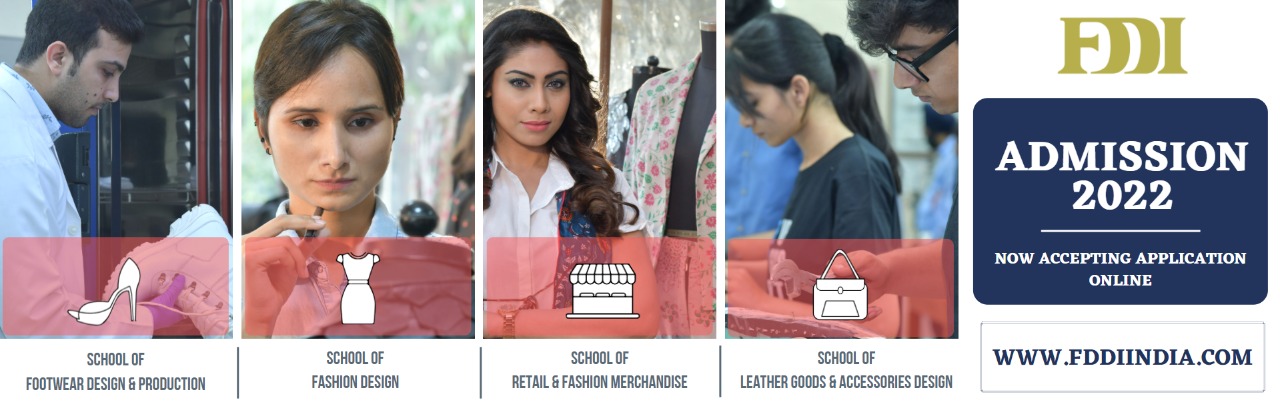 SCHOOL OF
FOOTWEAR DESIGN & PRODUCTION
SCHOOL OF
FASHION DESIGN
SCHOOL OF
RETAIL & FASHION MERCHANDISE
SCHOOL OF
LEATHER GOODS & ACCESSORIES DESIGN
FDDI
ADMISSION
2022
NOW ACCEPTING APPLICATION
ONLINE
WWW.FDDIINDIA.COM